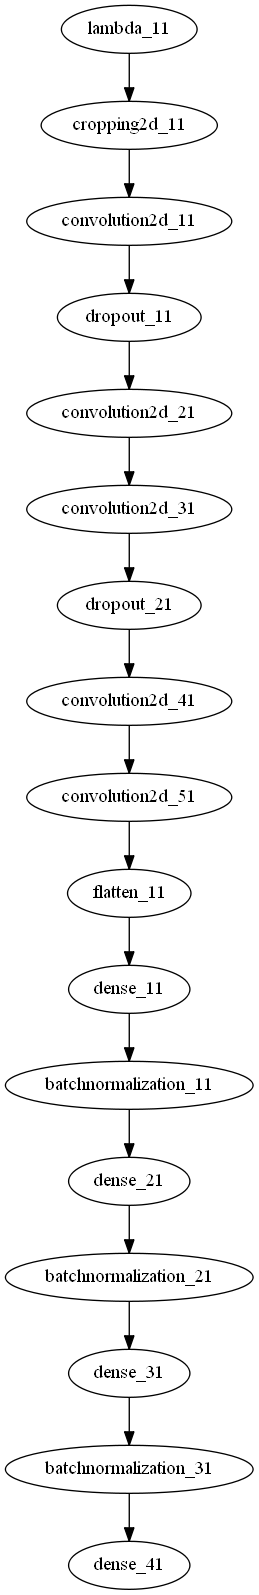 lambda_11
cropping2d_11
convolution2d_11
dropout_11
convolution2d_21
convolution2d_31
dropout_21
convolution2d_41
convolution2d_51
flatten_11
dense_11
batchnormalization_11
dense_21
batchnormalization_21
dense_31
batchnormalization_31
dense_41